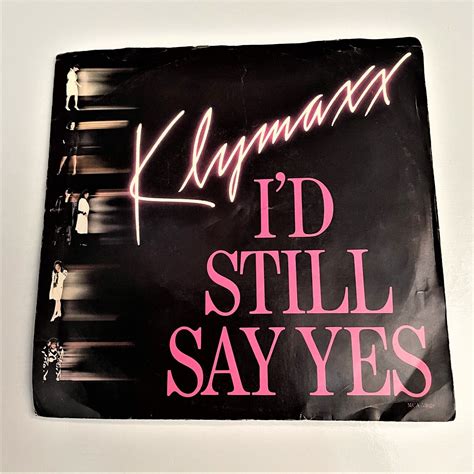 Klymaxx
I'D
STILL
SAY YES